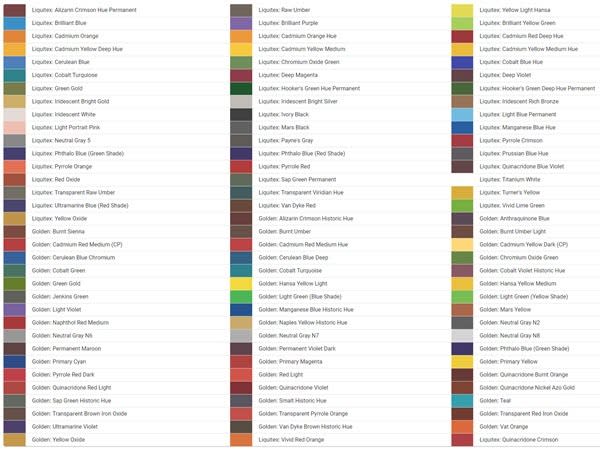 Liquitex: Alizarin Crimson Hue Permanent
Liquitex: Raw Umber
Liquitex: Yellow Light Hansa
Liquitex: Brilliant Blue
Liquitex: Brilliant Purple
Liquitex: Brilliant Yellow Green
Liquitex: Cadmium Orange
Liquitex: Cadmium Orange Hue
Liquitex: Cadmium Red Deep Hue
Liquitex: Cadmium Yellow Deep Hue
Liquitex: Cadmium Yellow Medium
Liquitex: Cadmium Yellow Medium Hue
Liquitex: Cerulean Blue
Liquitex: Chromium Oxide Green
Liquitex: Cobalt Blue Hue
Liquitex: Cobalt Turquiose
Liquitex: Deep Magenta
Liquitex: Deep Violet
Liquitex: Green Gold
Liquitex: Hooker's Green Hue Permanent
Liquitex: Hooker's Green Deep Hue Permanent
Liquitex: Iridescent Bright Gold
Liquitex: Iridescent Bright Silver
Liquitex: Iridescent Rich Bronze
Liquitex: Iridescent White
Liquitex: Ivory Black
Liquitex: Light Blue Permanent
Liquitex: Light Portrait Pink
Liquitex: Mars Black
Liquitex: Manganese Blue Hue
Liquitex: Neutral Gray 5
Liquitex: Payne's Gray
Liquitex: Pyrrole Crimson
Liquitex: Phthalo Blue (Green Shade)
Liquitex: Phthalo Blue (Red Shade)
Liquitex: Prussian Blue Hue
Liquitex: Pyrrole Orange
Liquitex: Pyrrole Red
Liquitex: Quinacridone Blue Violet
Liquitex: Red Oxide
Liquitex: Sap Green Permanent
Liquitex: Titanium White
Liquitex: Transparent Raw Umber
Liquitex: Transparent Viridian Hue
Liquitex: Turner's Yellow
Liquitex: Ultramarine Blue (Red Shade)
Liquitex: Van Dyke Red
Liquitex: Vivid Lime Green
Liquitex: Yellow Oxide
Golden: Alizarin Crimson Historic Hue
Golden: Anthraquinone Blue
Golden: Burnt Sienna
Golden: Burnt Umber
Golden: Burnt Umber Light
Golden: Cadmium Red Medium (CP)
Golden: Cadmium Red Medium Hue
Golden: Cadmium Yellow Dark (CP)
Golden: Cerulean Blue Chromium
Golden: Cerulean Blue Deep
Golden: Chromium Oxide Green
Golden: Cobalt Green
Golden: Cobalt Turquoise
Golden: Cobalt Violet Historic Hue
Golden: Green Gold
Golden: Hansa Yellow Light
Golden: Hansa Yellow Medium
Golden: Jenkins Green
Golden: Light Green (Blue Shade)
Golden: Light Green (Yellow Shade)
Golden: Light Violet
Golden: Manganese Blue Historic Hue
Golden: Mars Yellow
Golden: Naphthol Red Medium
Golden: Naples Yellow Historic Hue
Golden: Neutral Gray N2
Golden: Neutral Gray N6
Golden: Neutral Gray N7
Golden: Neutral Gray N8
Golden: Permanent Maroon
Golden: Permanent Violet Dark
Golden: Phthalo Blue (Green Shade)
Golden: Primary Cyan
Golden: Primary Magenta
Golden: Primary Yellow
Golden: Pyrrole Red Dark
Golden: Red Light
Golden: Quinacridone Burnt Orange
Golden: Quinacridone Red Light
Golden: Quinacridone Violet
Golden: Quinacridone Nickel Azo Gold
Golden: Sap Green Historic Hue
Golden: Smalt Historic Hue
Golden: Teal
Golden: Transparent Brown Iron Oxide
Golden: Transparent Pyrrole Orange
Golden: Transparent Red Iron Oxide
Golden: Ultramarine Violet
Golden: Van Dyke Brown Historic Hue
Golden: Vat Orange
Golden: Yellow Oxide
Liquitex: Vivid Red Orange
Liquitex: Quinacridone Crimson